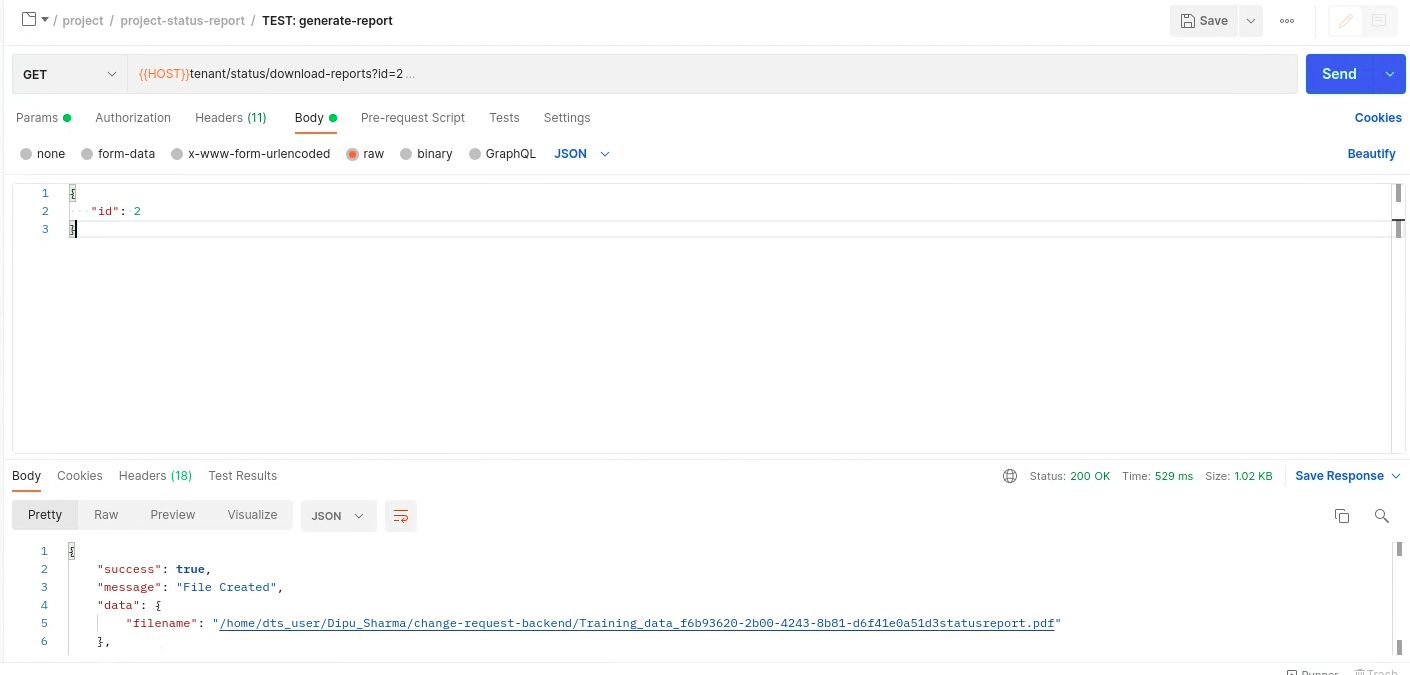 / project / project-status-report / TEST: generate-report
Save
GET
{{HOST}}tenant/status/download-reports?id=2 ...
Send
Params
Authorization
Headers (11)
Body
Pre-request Script
Tests
Settings
Cookies
none
form-data
x-www-form-urlencoded
raw
binary
GraphQL
JSON
Beautify
1 {
2 "id": 2
3 }
Body
Cookies
Headers (18)
Test Results
Status: 200 OK
Time: 529 ms
Size: 1.02 KB
Save Response
Pretty
Raw
Preview
Visualize
JSON
1 {
2 "success": true,
3 "message": "File Created",
4 "data": {
5 "filename": "/home/dts_user/Dipu_Sharma/change-request-backend/Training_data_f6b93620-2b00-4243-8b81-d6f41e0a51d3statusreport.pdf"
6 },
Runner
Trash